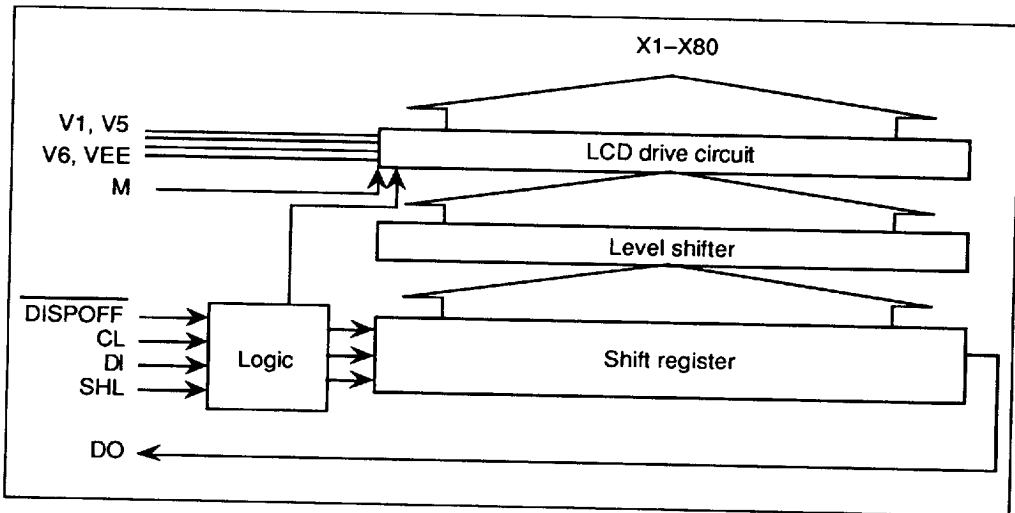 X1–X80
V1, V5
V6, VEE
M
LCD drive circuit
Level shifter
DISPOFF
CL
DI
SHL
Logic
Shift register
DO